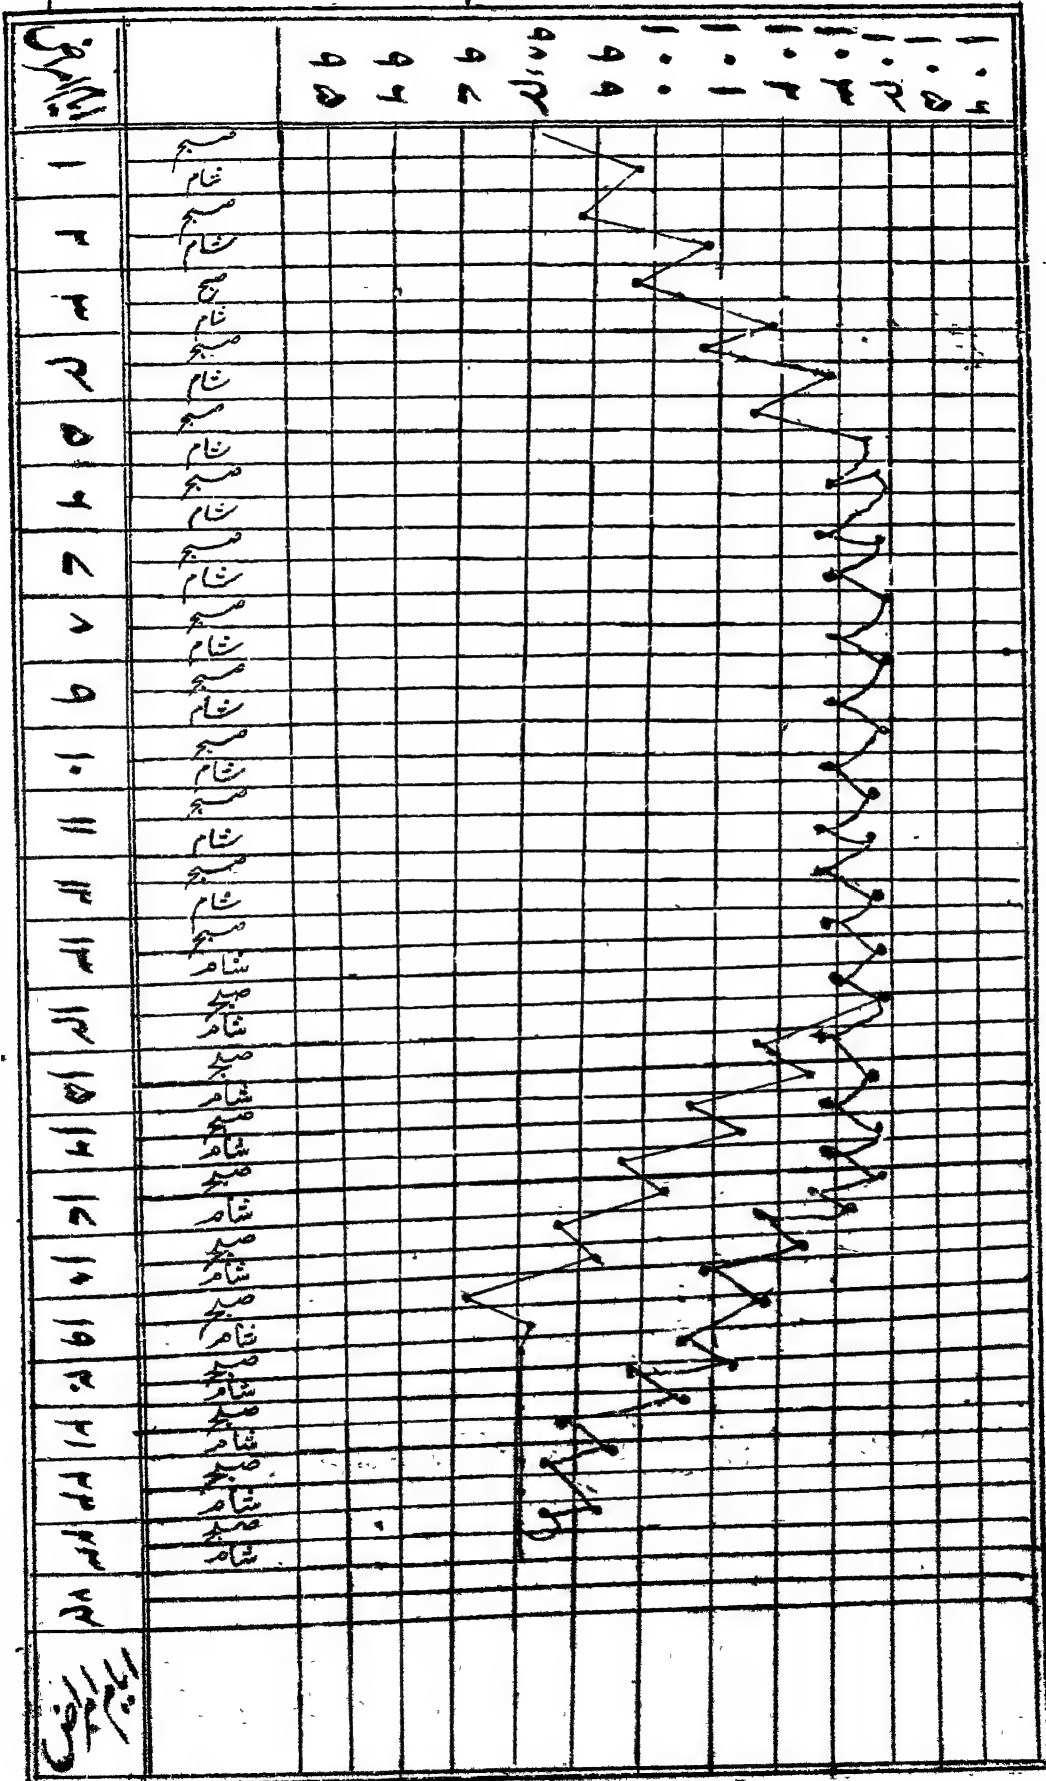 ۹۵ ۹۶ ۹۷ ۹۸٫۴ ۹۹ ۱۰۰ ۱۰۱ ۱۰۲ ۱۰۳ ۱۰۴ ۱۰۵ ۱۰۶
۱ صبح
شام
۲ صبح
شام
۳ صبح
شام
۴ صبح
شام
۵ صبح
شام
۶ صبح
شام
۷ صبح
شام
۸ صبح
شام
۹ صبح
شام
۱۰ صبح
شام
۱۱ صبح
شام
۱۲ صبح
شام
۱۳ صبح
شام
۱۴ صبح
شام
۱۵ صبح
شام
۱۶ صبح
شام
۱۷ صبح
شام
۱۸ صبح
شام
۱۹ صبح
شام
۲۰ صبح
شام
۲۱ صبح
شام
۲۲ صبح
شام
۲۳ صبح
شام
۲۴